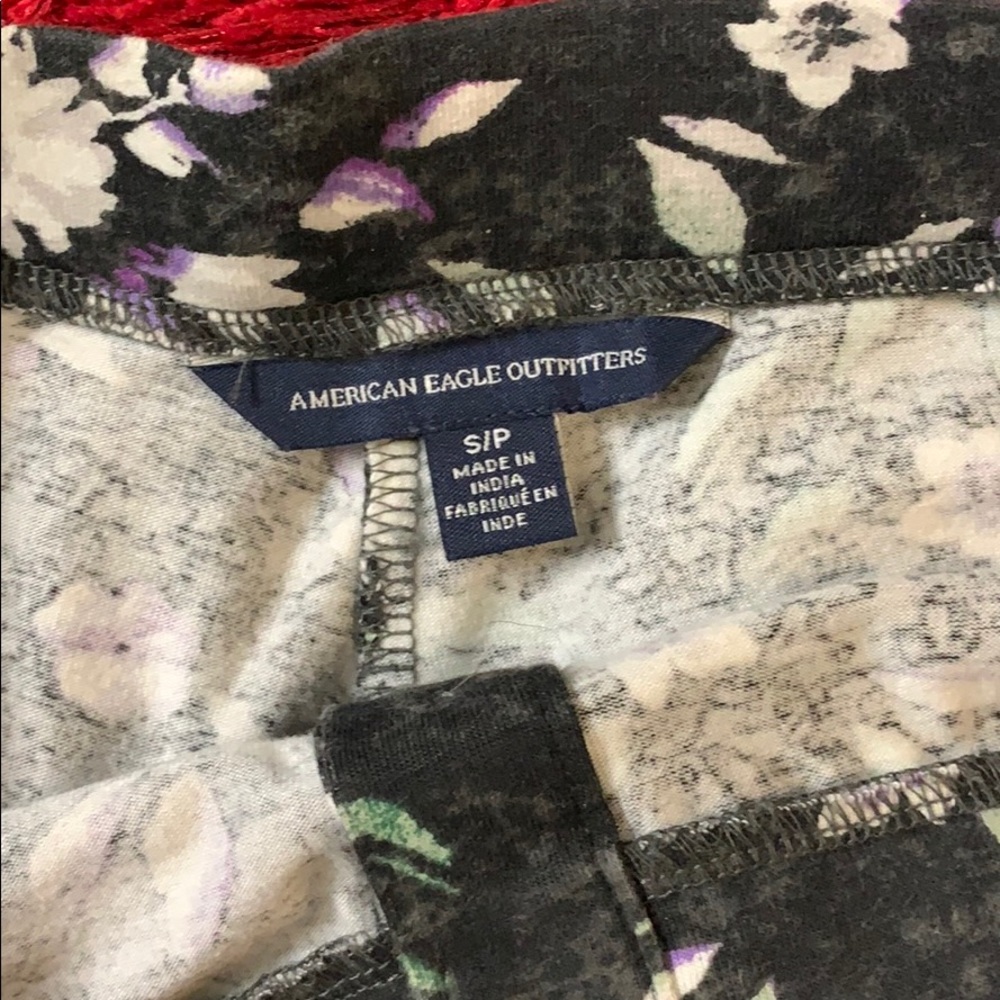 AMERICAN EAGLE OUTFITTERS
S/P
MADE IN
INDIA
FABRIQUÉ EN
INDE